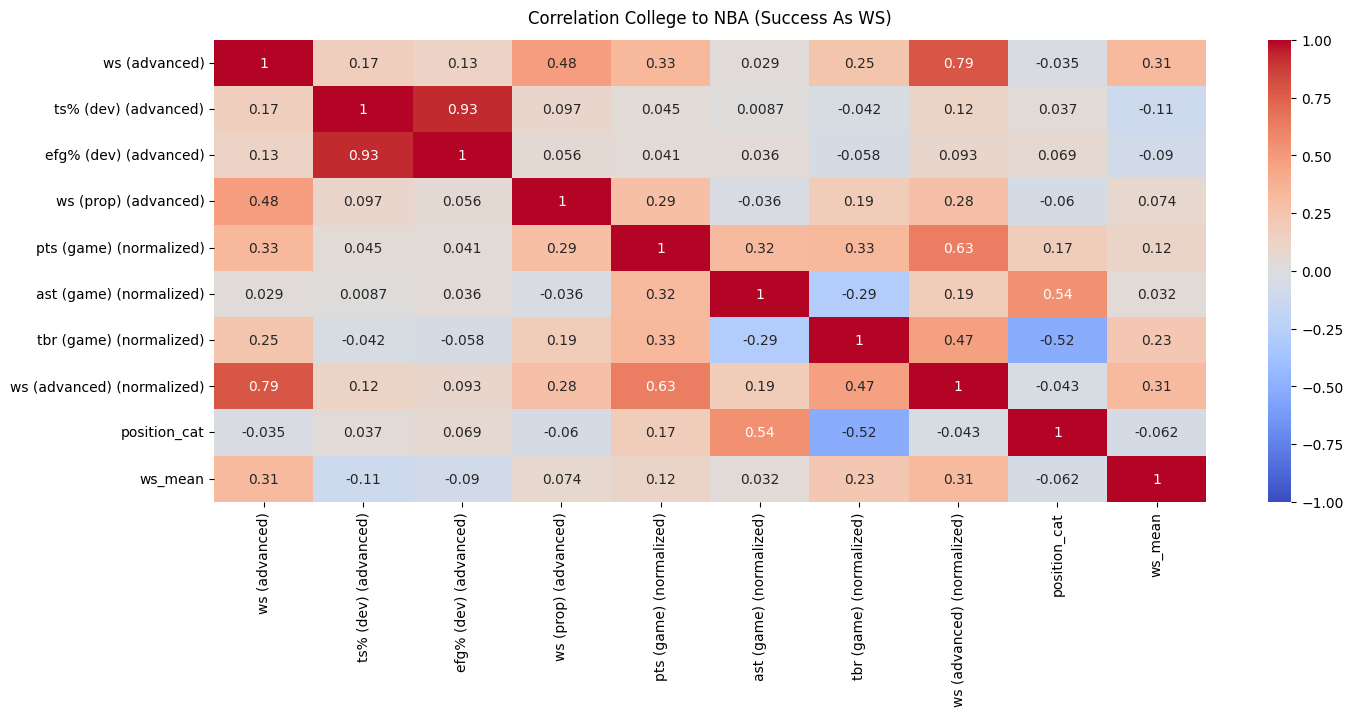 Correlation College to NBA (Success As WS)
ws (advanced) 1 0.17 0.13 0.48 0.33 0.029 0.25 0.79 -0.035 0.31
ts% (dev) (advanced) 0.17 1 0.93 0.097 0.045 0.0087 -0.042 0.12 0.037 -0.11
efg% (dev) (advanced) 0.13 0.93 1 0.056 0.041 0.036 -0.058 0.093 0.069 -0.09
ws (prop) (advanced) 0.48 0.097 0.056 1 0.29 -0.036 0.19 0.28 -0.06 0.074
pts (game) (normalized) 0.33 0.045 0.041 0.29 1 0.32 0.33 0.63 0.17 0.12
ast (game) (normalized) 0.029 0.0087 0.036 -0.036 0.32 1 -0.29 0.19 0.54 0.032
tbr (game) (normalized) 0.25 -0.042 -0.058 0.19 0.33 -0.29 1 0.47 -0.52 0.23
ws (advanced) (normalized) 0.79 0.12 0.093 0.28 0.63 0.19 0.47 1 -0.043 0.31
position_cat -0.035 0.037 0.069 -0.06 0.17 0.54 -0.52 -0.043 1 -0.062
ws_mean 0.31 -0.11 -0.09 0.074 0.12 0.032 0.23 0.31 -0.062 1
ws (advanced)
ts% (dev) (advanced)
efg% (dev) (advanced)
ws (prop) (advanced)
pts (game) (normalized)
ast (game) (normalized)
tbr (game) (normalized)
ws (advanced) (normalized)
position_cat
ws_mean
1.00
0.75
0.50
0.25
0.00
−0.25
−0.50
−0.75
−1.00